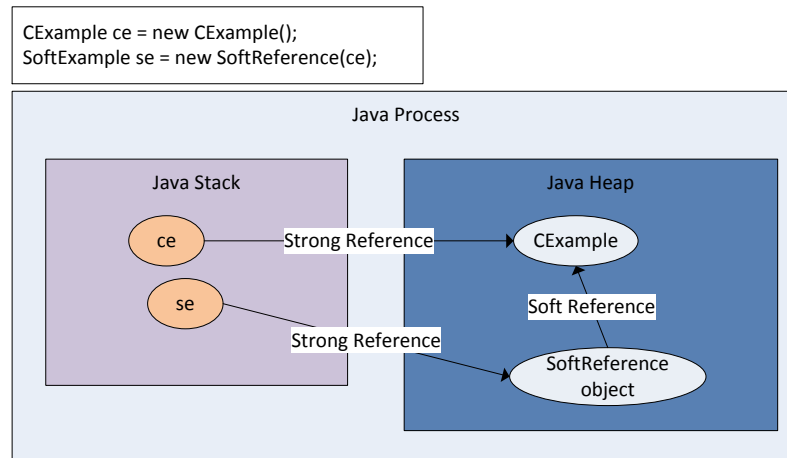 CExample ce = new CExample();
SoftExample se = new SoftReference(ce);
Java Process
Java Stack
Java Heap
ce
Strong Reference
CExample
se
Soft Reference
Strong Reference
SoftReference
object